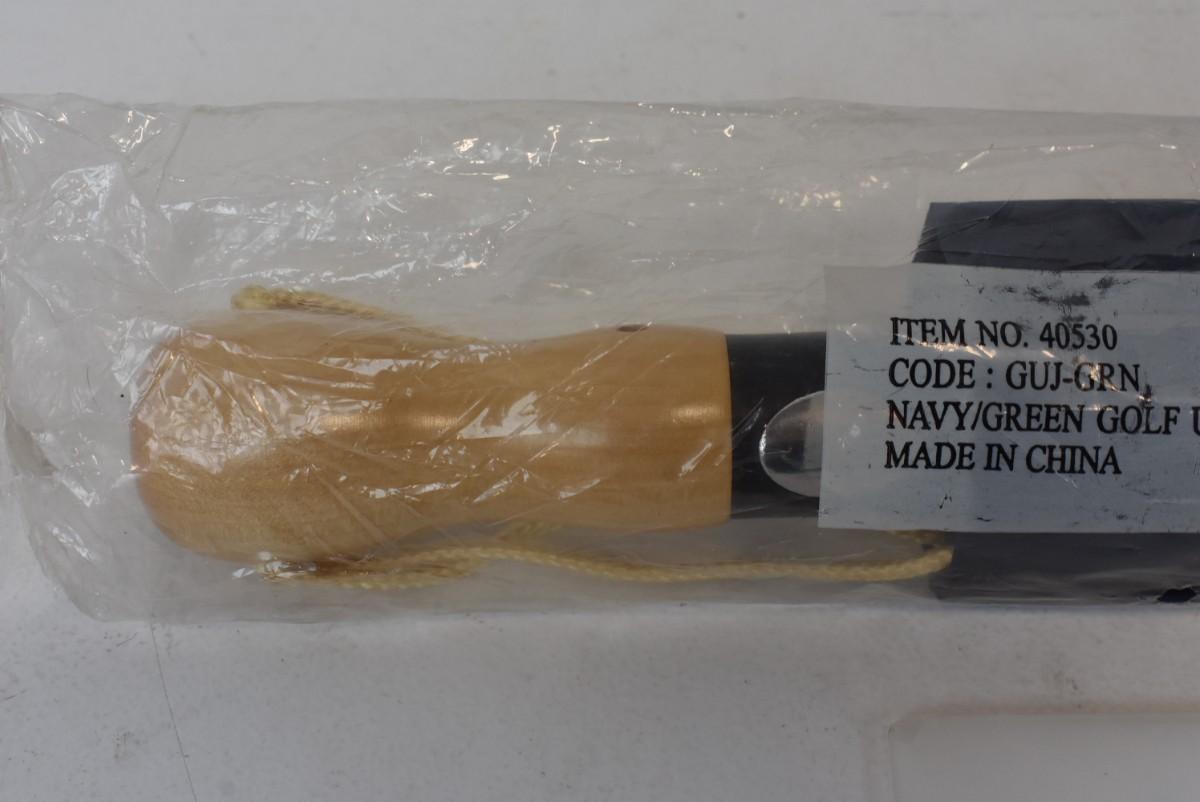 ITEM NO. 40530
CODE : GUJ-GRN
NAVY/GREEN GOLF
MADE IN CHINA